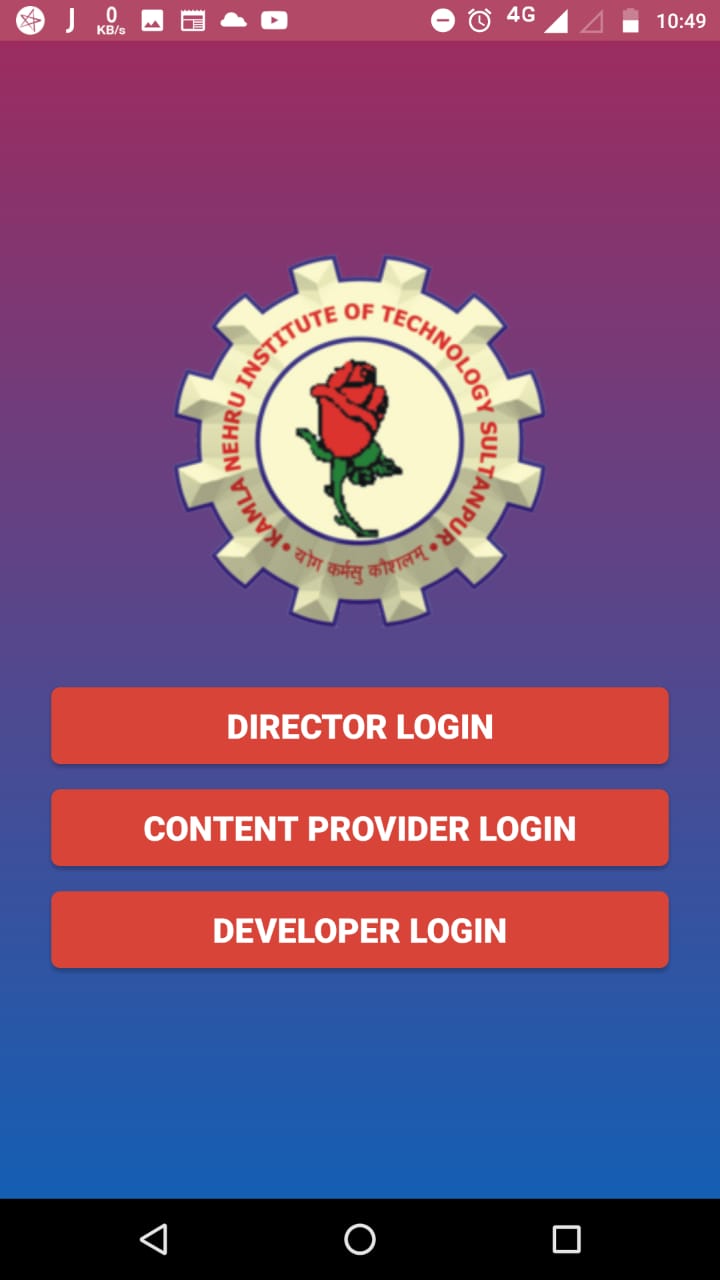 J
0
KB/s
4G
10:49
KAMLA NEHRU INSTITUTE OF TECHNOLOGY SULTANPUR
योग कर्मसु कौशलम्
DIRECTOR LOGIN
CONTENT PROVIDER LOGIN
DEVELOPER LOGIN